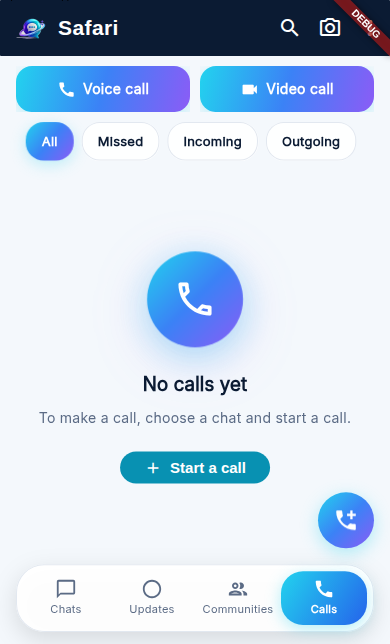 Safari
DEBUG
Voice call
Video call
All
Missed
Incoming
Outgoing
No calls yet
To make a call, choose a chat and start a call.
Start a call
Chats
Updates
Communities
Calls